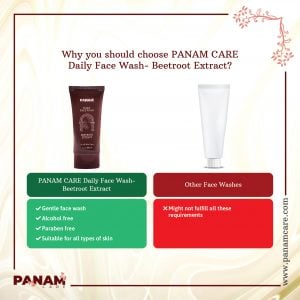 Why you should choose PANAM CARE
Daily Face Wash- Beetroot Extract?
PANAM
PANAM CARE Daily Face Wash-
Beetroot Extract
Gentle face wash
Alcohol free
Paraben free
Suitable for all types of skin
Other Face Washes
Might not fulfill all these
requirements
www.panamcare.com
PANAM